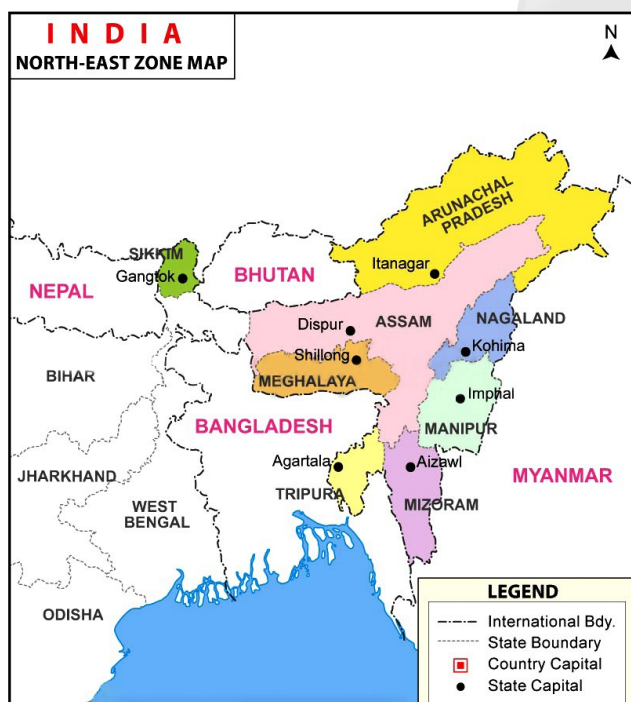 INDIA
NORTH-EAST ZONE MAP
N
ARUNACHAL
PRADESH
SIKKIM
Gangtok
BHUTAN
Itanagar
NEPAL
Dispur
ASSAM
NAGALAND
Shillong
Kohima
BIHAR
MEGHALAYA
Imphal
BANGLADESH
MANIPUR
Agartala
Aizawl
JHARKHAND
MYANMAR
WEST
BENGAL
TRIPURA
MIZORAM
ODISHA
LEGEND
International Bdy.
State Boundary
Country Capital
State Capital